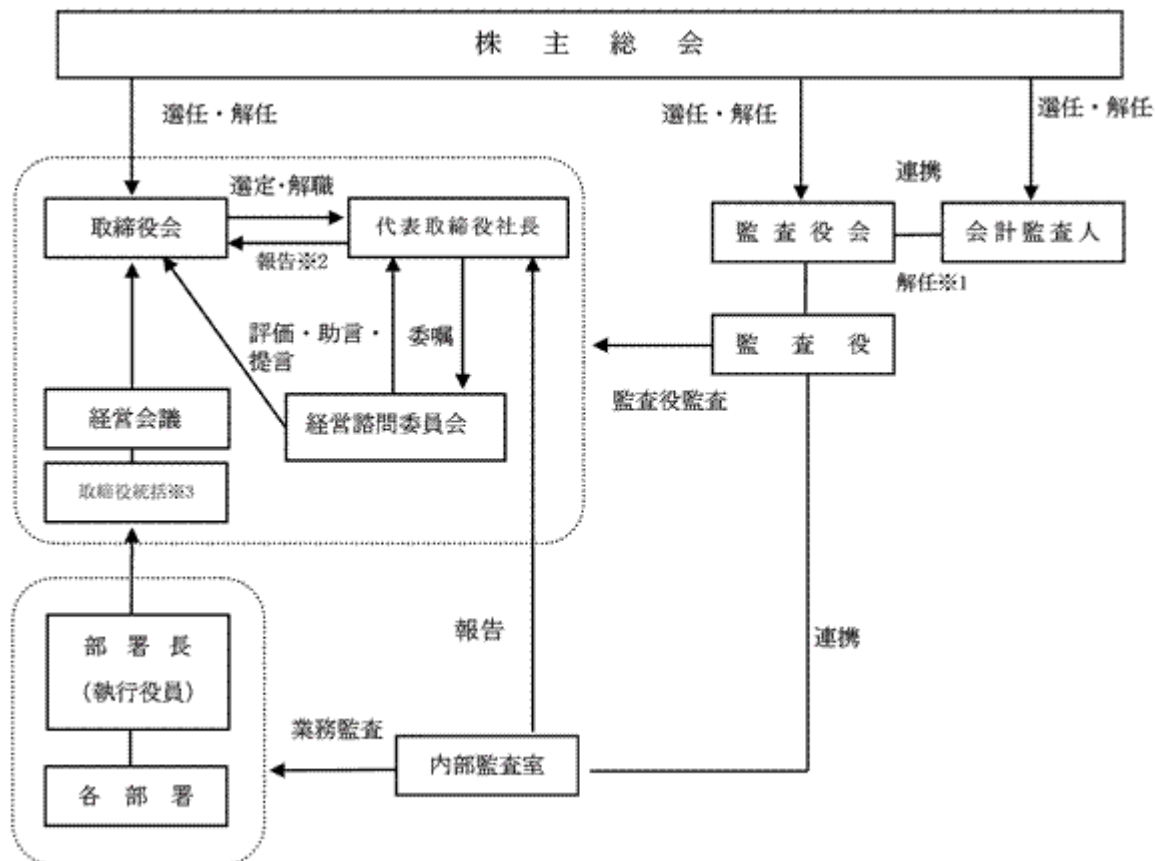 株主総会
選任・解任
選任・解任
選任・解任
選定・解職
連携
取締役会
代表取締役社長
監査役会
会計監査人
報告※2
解任※1
評価・助言・
提言
委嘱
監査役
監査役監査
経営会議
経営諮問委員会
取締役統括※3
部署長
(執行役員)
報告
連携
業務監査
内部監査室
各部署